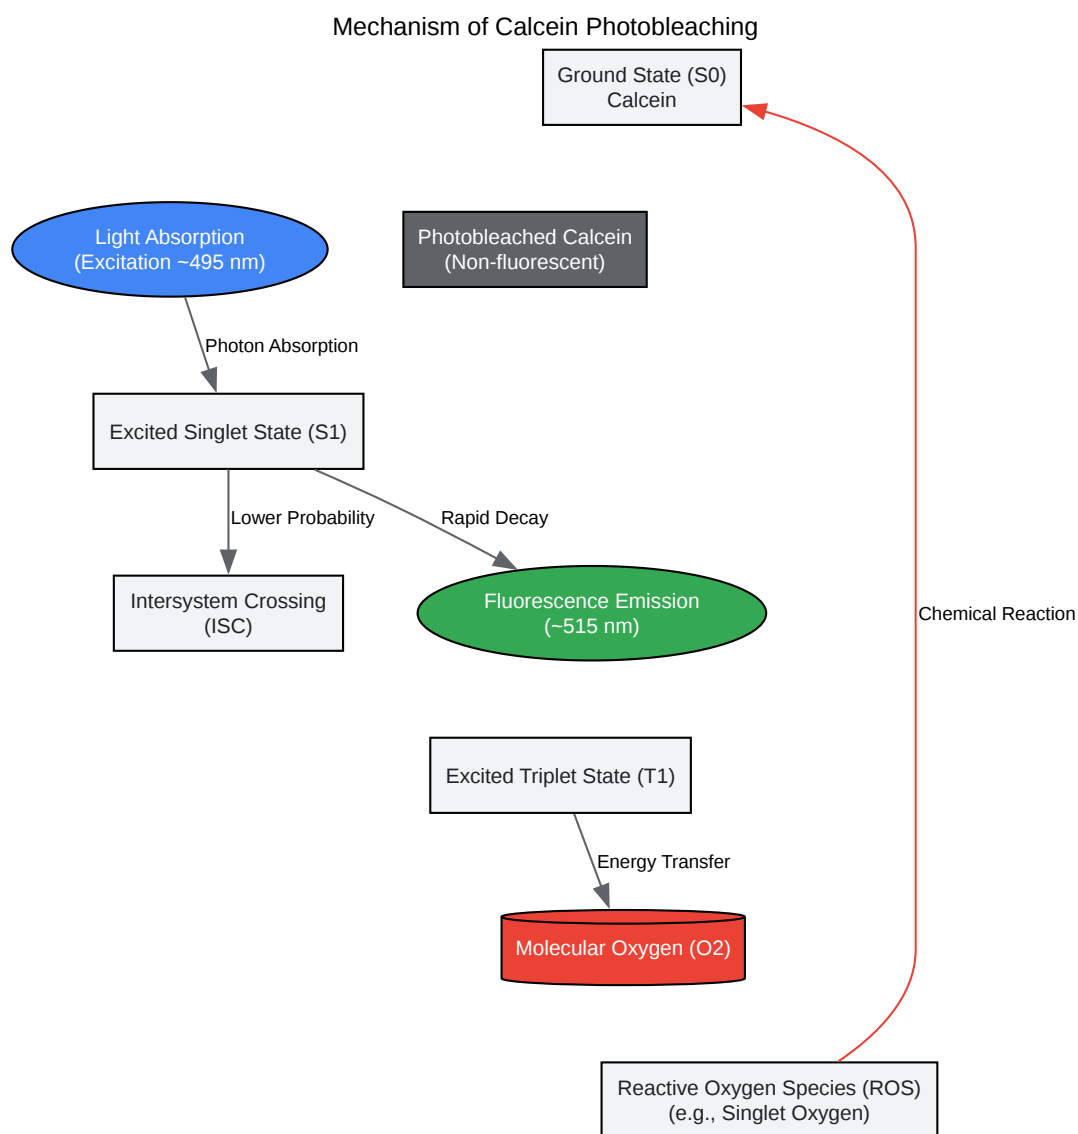 Mechanism of Calcein Photobleaching
Ground State (S0)
Calcein
Light Absorption
(Excitation ~495 nm)
Photobleached Calcein
(Non-fluorescent)
Photon Absorption
Excited Singlet State (S1)
Lower Probability
Rapid Decay
Intersystem Crossing
(ISC)
Fluorescence Emission
(~515 nm)
Chemical Reaction
Excited Triplet State (T1)
Energy Transfer
Molecular Oxygen (O2)
Reactive Oxygen Species (ROS)
(e.g., Singlet Oxygen)